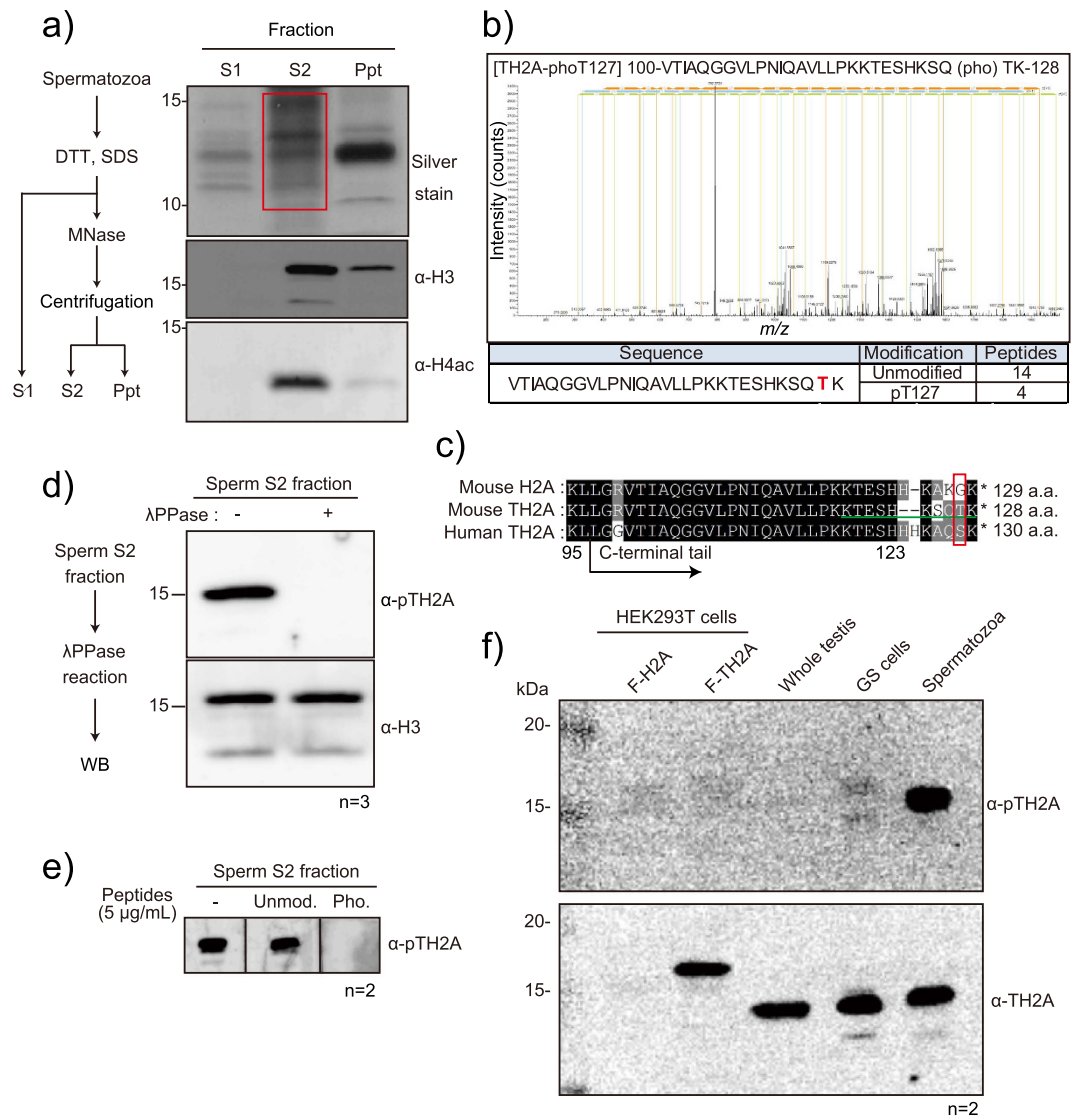 a)
Fraction
S1 S2 Ppt
Spermatozoa
DTT, SDS
MNase
Centrifugation
S1 S2 Ppt
15
10
Silver
stain
15
α-H3
15
α-H4ac
b)
[TH2A-phoT127] 100-VTIAQGGVLPNIQAVLLPKKTESHKSQ (pho) TK-128
Intensity (counts)
m/z
Sequence Modification Peptides
VTIAQGGVLPNIQAVLLPKKTESHKSQTK
Unmodified 14
pT127 4
c)
Mouse H2A : KLLGRVTIAQGGVLPNIQAVLLPKKTESHH-KAKGK * 129 a.a.
Mouse TH2A : KLLGRVTIAQGGVLPNIQAVLLPKKTESH--KSQTK * 128 a.a.
Human TH2A : KLLGGVTIAQGGVLPNIQAVLLPKKTESHHHKAQSK * 130 a.a.
95 C-terminal tail 123
d)
Sperm S2 fraction
λPPase : - +
Sperm S2
fraction
λPPase
reaction
WB
15
α-pTH2A
15
α-H3
n=3
e)
Sperm S2 fraction
Peptides
(5 μg/mL)
- Unmod. Pho.
α-pTH2A
n=2
f)
HEK293T cells
F-H2A F-TH2A Whole testis GS cells Spermatozoa
kDa
20-
15-
α-pTH2A
20-
15-
α-TH2A
n=2